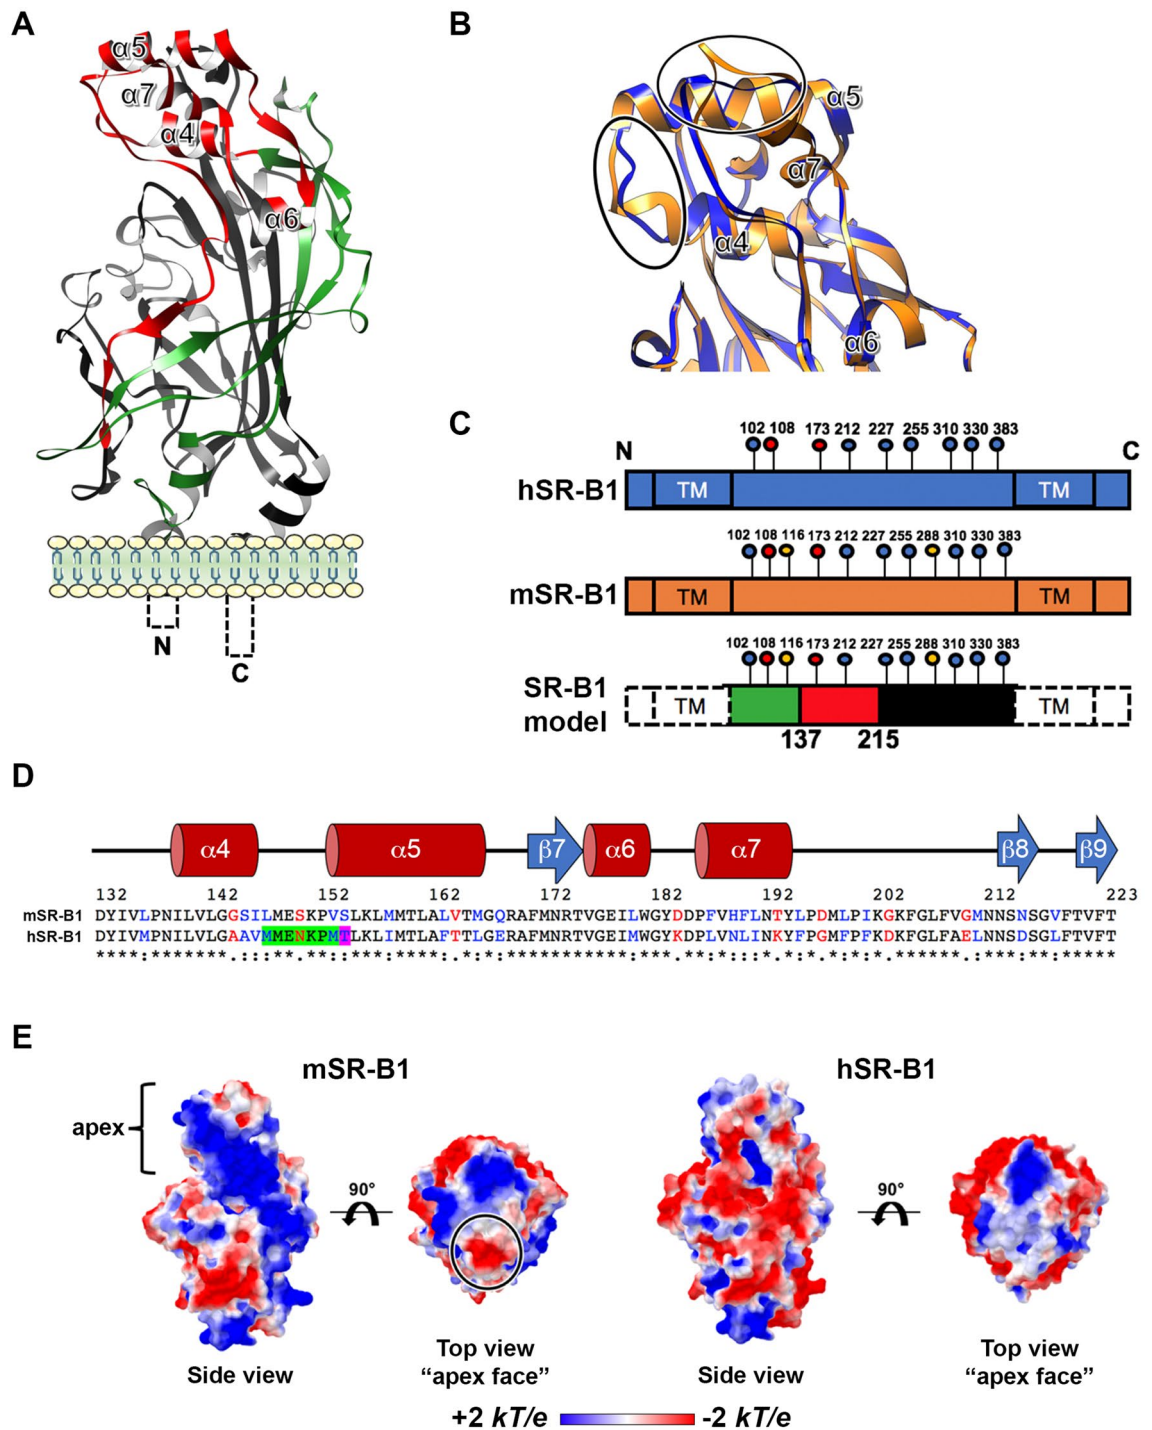 A
α5
α7
α4
α6
N
C
B
α5
α7
α4
α6
C
N
C
102 108 173 212 227 255 310 330 383
hSR-B1
TM
TM
102 108 116 173 212 227 255 288 310 330 383
mSR-B1
TM
TM
102 108 116 173 212 227 255 288 310 330 383
SR-B1
model
TM
TM
137 215
D
α4 α5 β7 α6 α7 β8 β9
132 142 152 162 172 182 192 202 212 223
mSR-B1 DYIVLPNILVLGGSILMESKPVSLKLMMTLALVTMGQRAFMNRTVGEILWGYDDPFVHFLNTYLPDMLPIKGKFGLFVGMNNSNSGVFTVFT
hSR-B1 DYIVMPNILVLGAAVMMENKPMTLKLIMTLAFTTLGERAFMNRTVGEIMWGYKDPLVNLINKYFPGMFPFKDKFGLFAELNNSDSGLFTVFT
****:*******.:::**.**::***:****:.*:*:***********:***.**:*:::*.*:*.*:*:*.***** .:***:**:*****
E
mSR-B1
hSR-B1
apex
90°
90°
Side view
Top view
“apex face”
Side view
Top view
“apex face”
+2 kT/e
-2 kT/e